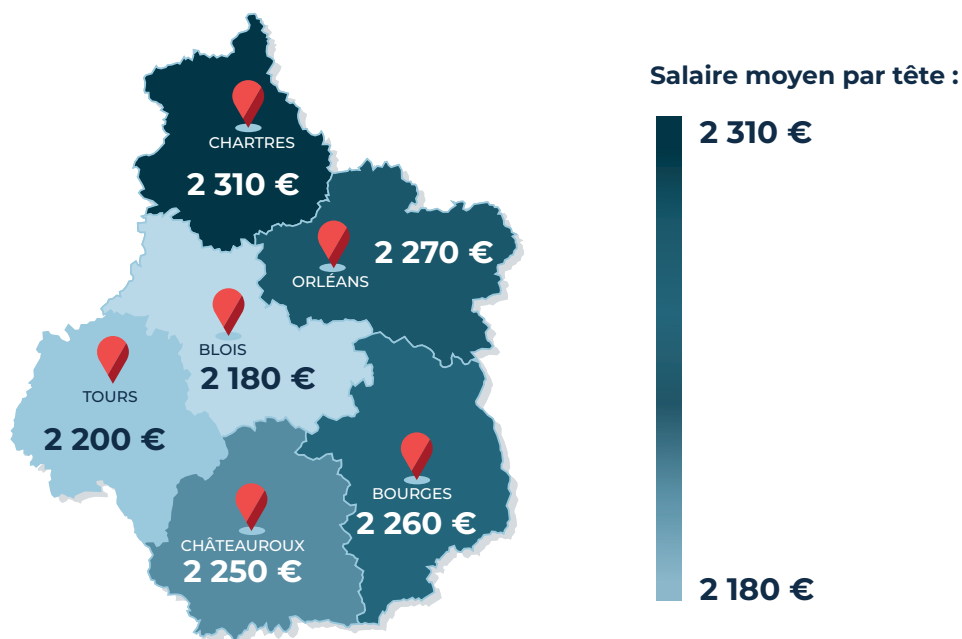 Salaire moyen par tête :
2 310 €
2 180 €
CHARTRES
2 310 €
2 270 €
ORLÉANS
BLOIS
2 180 €
TOURS
2 200 €
BOURGES
2 260 €
CHÂTEAUROUX
2 250 €